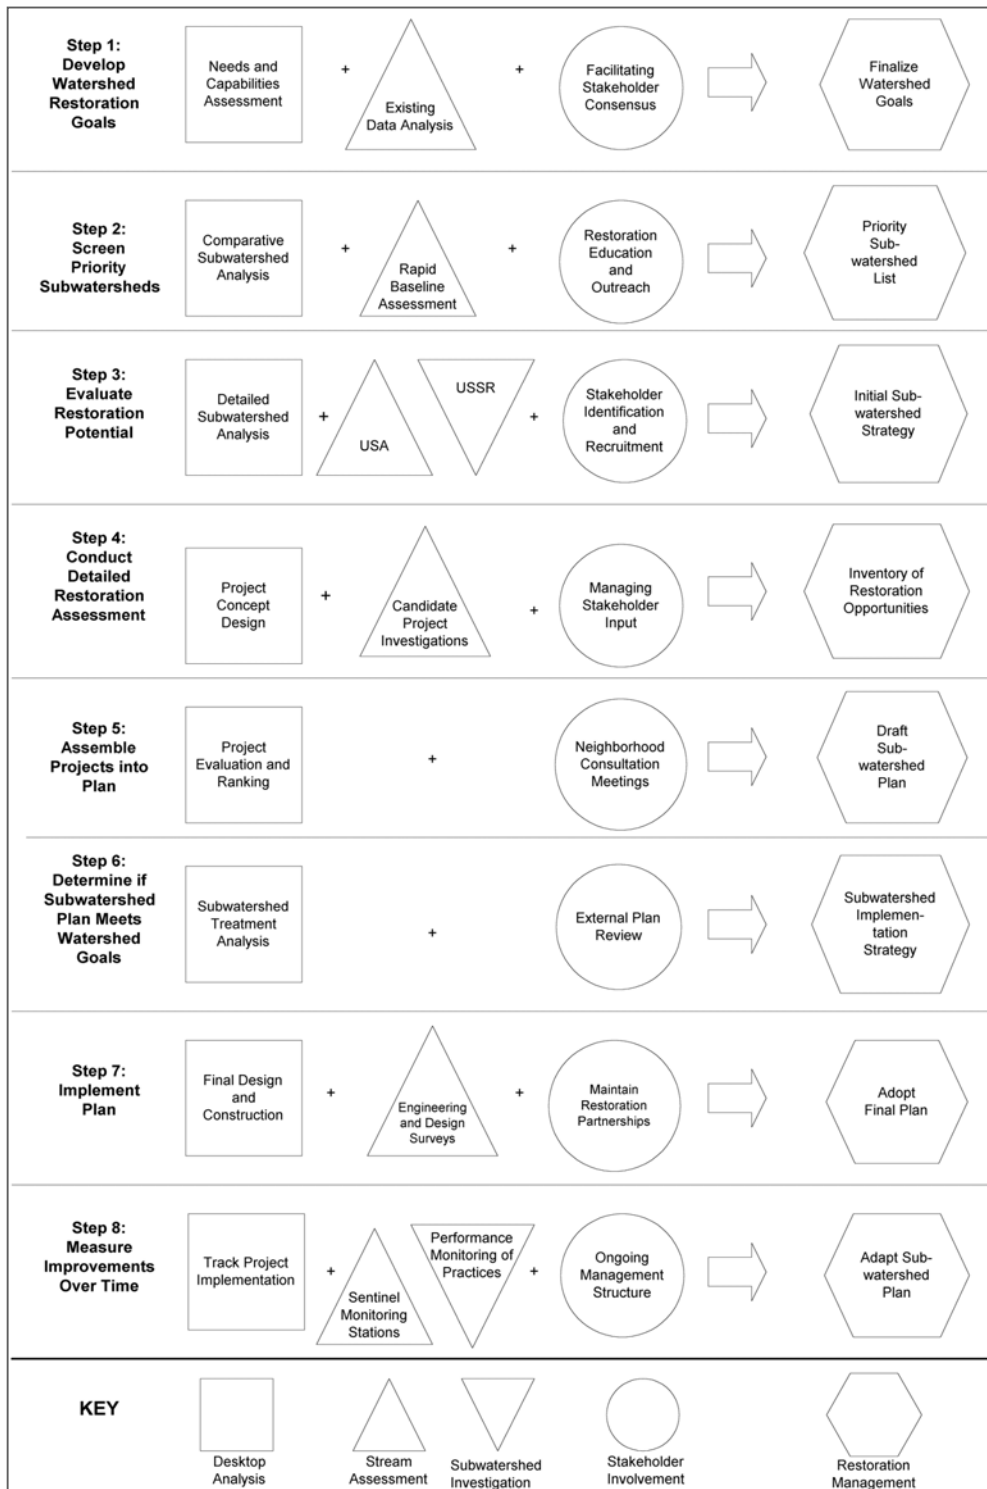 Step 1:
Develop
Watershed
Restoration
Goals
Needs and
Capabilities
Assessment
+
Existing
Data Analysis
+
Facilitating
Stakeholder
Consensus
Finalize
Watershed
Goals
Step 2:
Screen
Priority
Subwatersheds
Comparative
Subwatershed
Analysis
+
Rapid
Baseline
Assessment
+
Restoration
Education
and
Outreach
Priority
Sub-
watershed
List
Step 3:
Evaluate
Restoration
Potential
Detailed
Subwatershed
Analysis
+
USA
USSR
+
Stakeholder
Identification
and
Recruitment
Initial Sub-
watershed
Strategy
Step 4:
Conduct
Detailed
Restoration
Assessment
Project
Concept
Design
+
Candidate
Project
Investigations
+
Managing
Stakeholder
Input
Inventory of
Restoration
Opportunities
Step 5:
Assemble
Projects into
Plan
Project
Evaluation and
Ranking
+
Neighborhood
Consultation
Meetings
Draft
Sub-
watershed
Plan
Step 6:
Determine if
Subwatershed
Plan Meets
Watershed
Goals
Subwatershed
Treatment
Analysis
+
External Plan
Review
Subwatershed
Implemen-
tation
Strategy
Step 7:
Implement
Plan
Final Design
and
Construction
+
Engineering
and Design
Surveys
+
Maintain
Restoration
Partnerships
Adopt
Final Plan
Step 8:
Measure
Improvements
Over Time
Track Project
Implementation
+
Sentinel
Monitoring
Stations
Performance
Monitoring of
Practices
+
Ongoing
Management
Structure
Adapt Sub-
watershed
Plan
KEY
Desktop
Analysis
Stream
Assessment
Subwatershed
Investigation
Stakeholder
Involvement
Restoration
Management